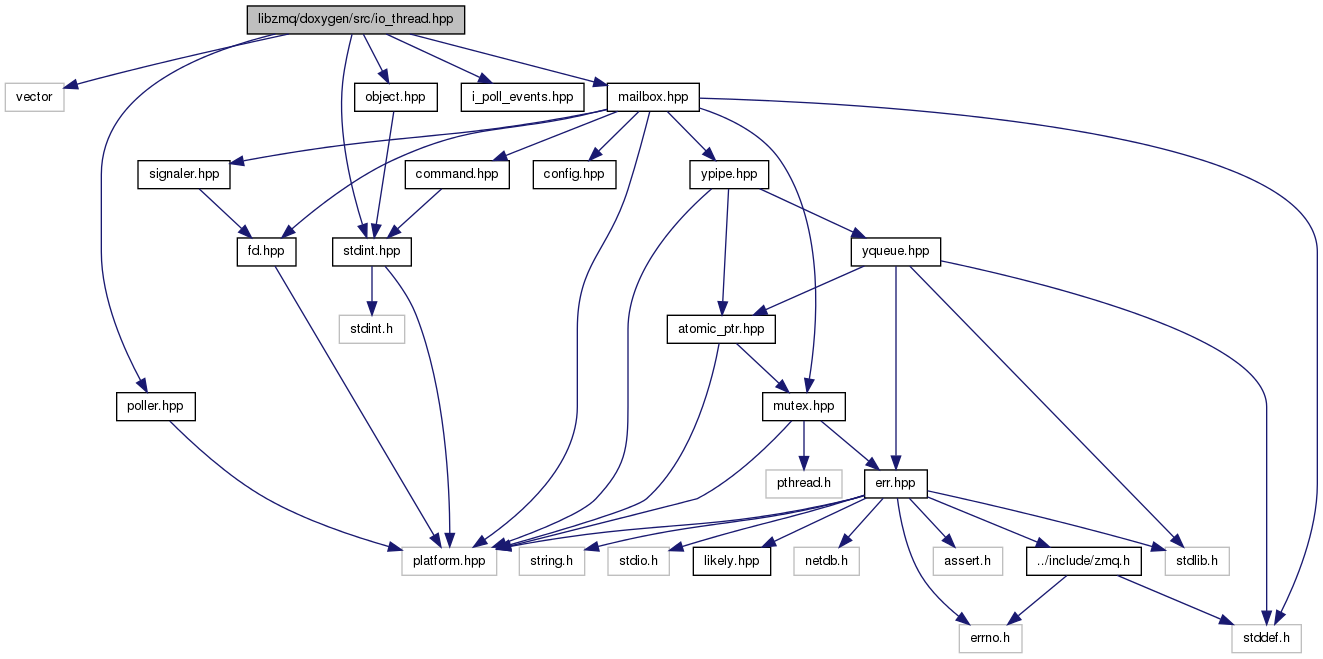 libzmq/doxygen/src/io_thread.hpp
vector
object.hpp
i_poll_events.hpp
mailbox.hpp
signaler.hpp
command.hpp
config.hpp
ypipe.hpp
fd.hpp
stdint.hpp
yqueue.hpp
stdint.h
atomic_ptr.hpp
poller.hpp
mutex.hpp
pthread.h
err.hpp
platform.hpp
string.h
stdio.h
likely.hpp
netdb.h
assert.h
../include/zmq.h
stdlib.h
errno.h
stddef.h